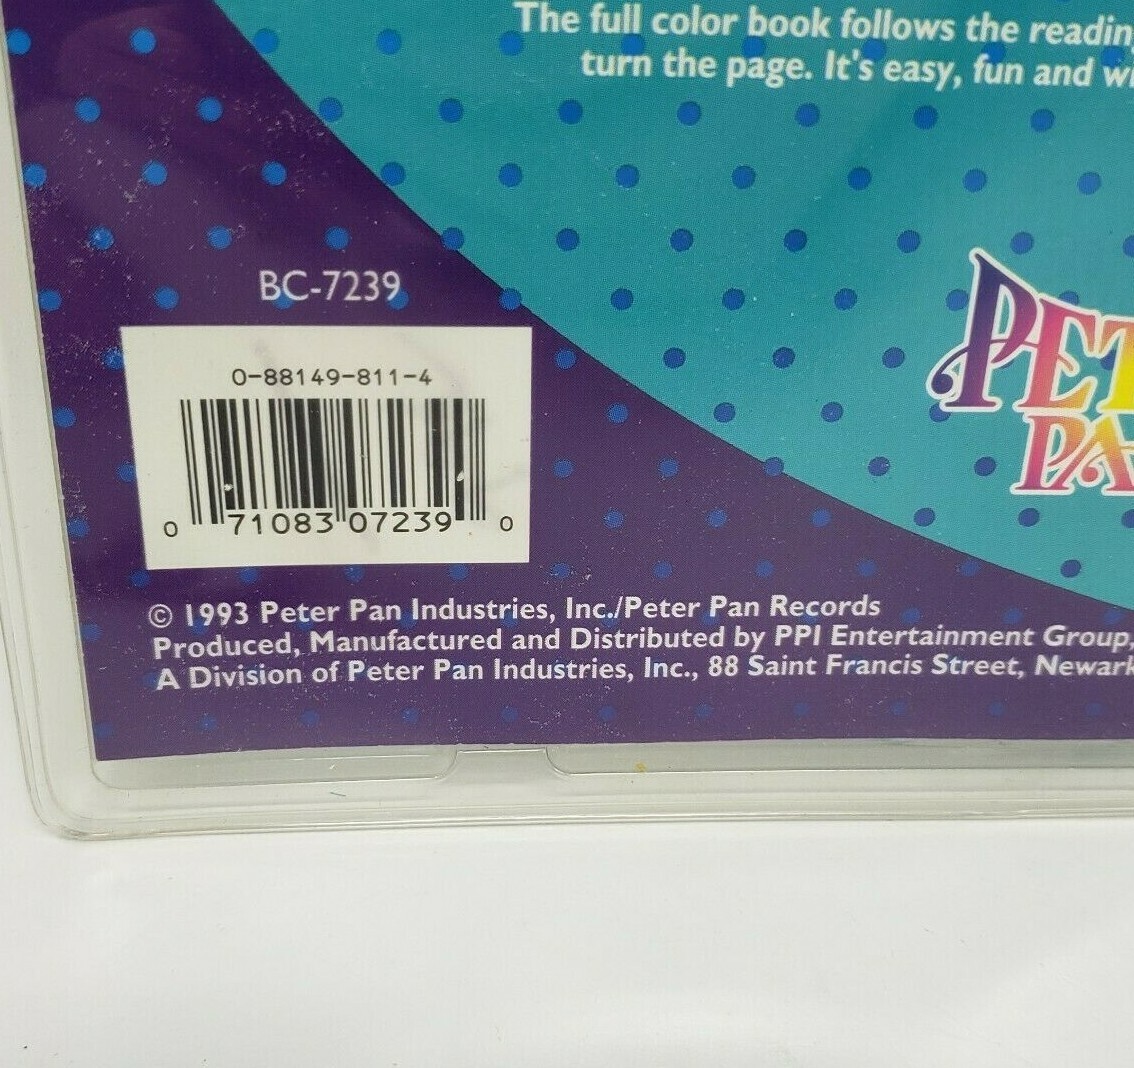 The full color book follows the
turn the page. It's easy, fun and
BC-7239
0-88149-811-4
0 71083 07239 0
© 1993 Peter Pan Industries, Inc./Peter Pan Records
Produced, Manufactured and Distributed by PPI Entertainment Group,
A Division of Peter Pan Industries, Inc., 88 Saint Francis Street, Newark